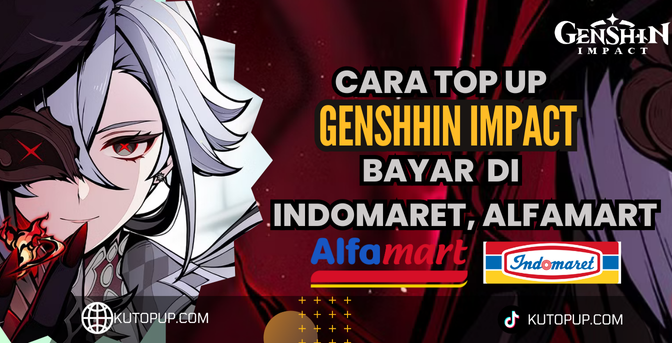 GENSHIN
IMPACT
CARA TOP UP
GENSHHIN IMPACT
BAYAR DI
INDOMARET, ALFAMART
Alfamart
Indomaret
KUTOPUP.COM
KUTOPUP.COM